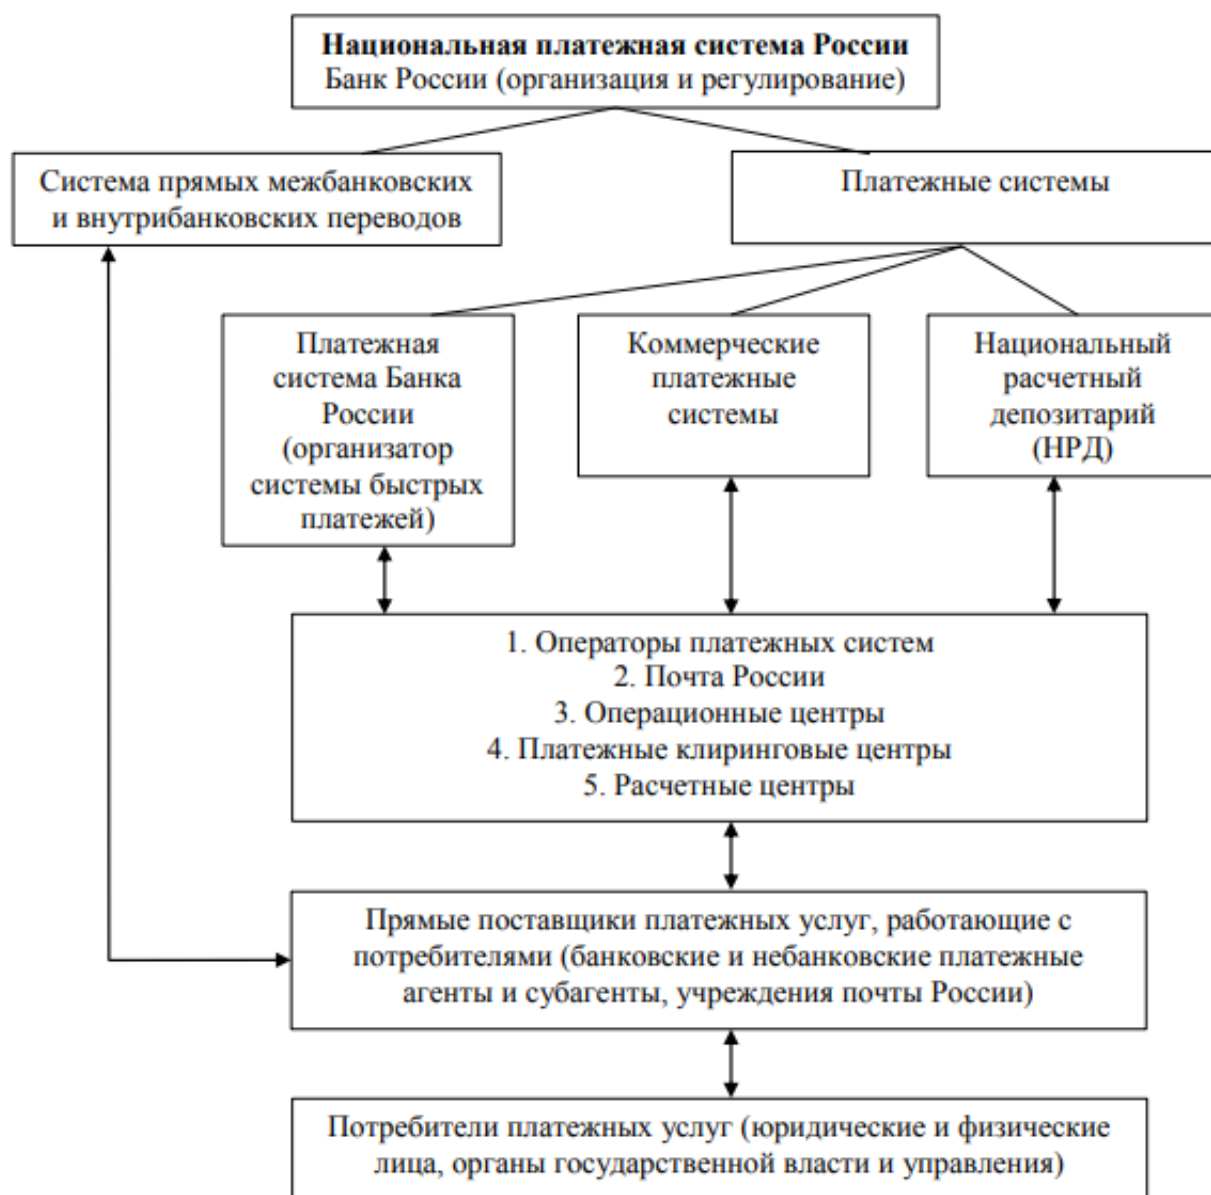 Национальная платежная система России
Банк России (организация и регулирование)
Система прямых межбанковских
и внутрибанковских переводов
Платежные системы
Платежная
система Банка
России
(организатор
системы быстрых
платежей)
Коммерческие
платежные
системы
Национальный
расчетный
депозитарий
(НРД)
1. Операторы платежных систем
2. Почта России
3. Операционные центры
4. Платежные клиринговые центры
5. Расчетные центры
Прямые поставщики платежных услуг, работающие с
потребителями (банковские и небанковские платежные
агенты и субагенты, учреждения почты России)
Потребители платежных услуг (юридические и физические
лица, органы государственной власти и управления)